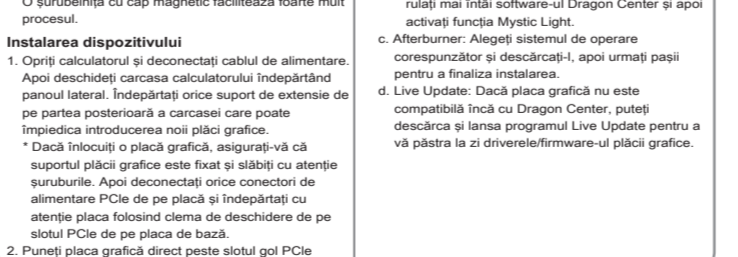 O șurubelniță cu cap magnetic facilitează foarte mult
procesul.
Instalarea dispozitivului
1. Opriți calculatorul și deconectați cablul de alimentare.
Apoi deschideți carcasa calculatorului îndepărtând
panoul lateral. Îndepărtați orice suport de extensie de
pe partea posterioară a carcasei care poate
împiedica introducerea noii plăci grafice.
* Dacă înlocuiți o placă grafică, asigurați-vă că
suportul plăcii grafice este fixat și slăbiți cu atenție
șuruburile. Apoi deconectați orice conectori de
alimentare PCIe de pe placă și îndepărtați cu
atenție placa folosind clema de deschidere de pe
slotul PCIe de pe placa de bază.
2. Puneți placa grafică direct peste slotul gol PCIe
rulați mai întâi software-ul Dragon Center și apoi
activați funcția Mystic Light.
c. Afterburner: Alegeți sistemul de operare
corespunzător și descărcați-l, apoi urmați pașii
pentru a finaliza instalarea.
d. Live Update: Dacă placa grafică nu este
compatibilă încă cu Dragon Center, puteți
descărca și lansa programul Live Update pentru a
vă păstra la zi driverele/firmware-ul plăcii grafice.